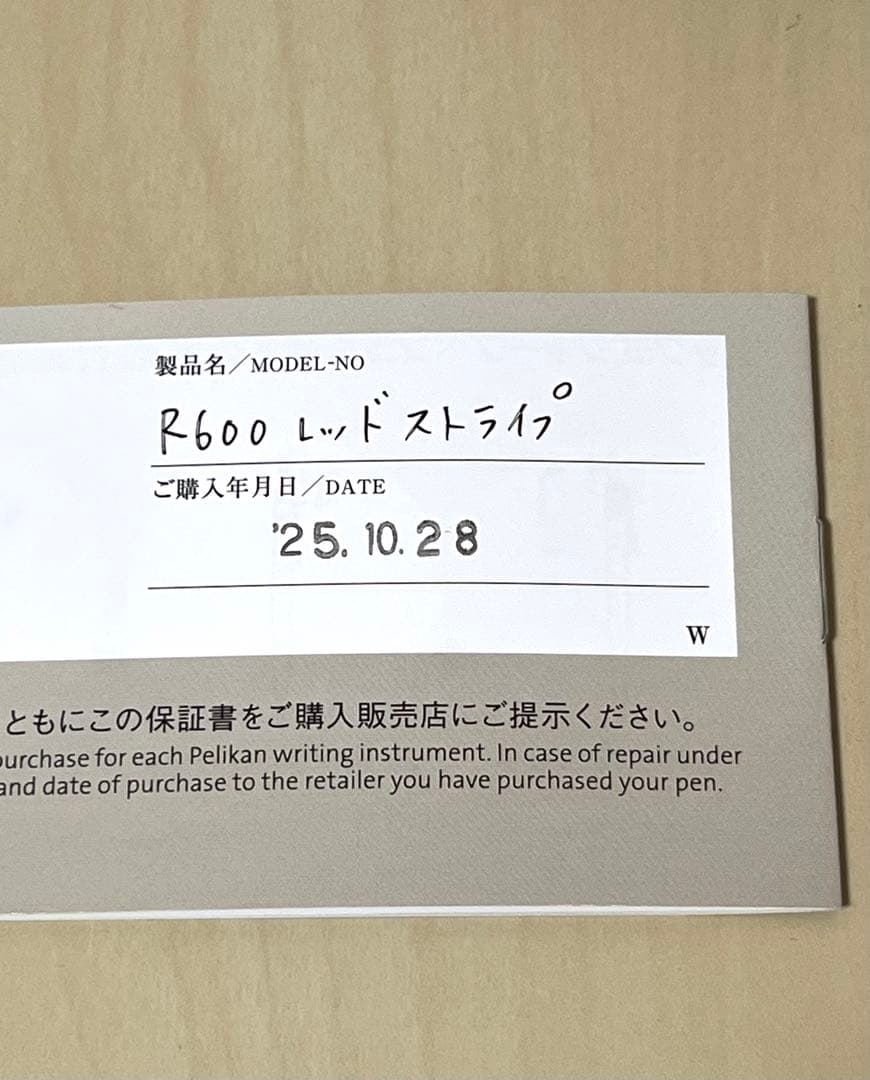 製品名／MODEL-NO
R600 レッドストライプ
ご購入年月日／DATE
'25.10.28
W
ともにこの保証書をご購入販売店にご提示ください。
purchase for each Pelikan writing instrument. In case of repair under
and date of purchase to the retailer you have purchased your pen.